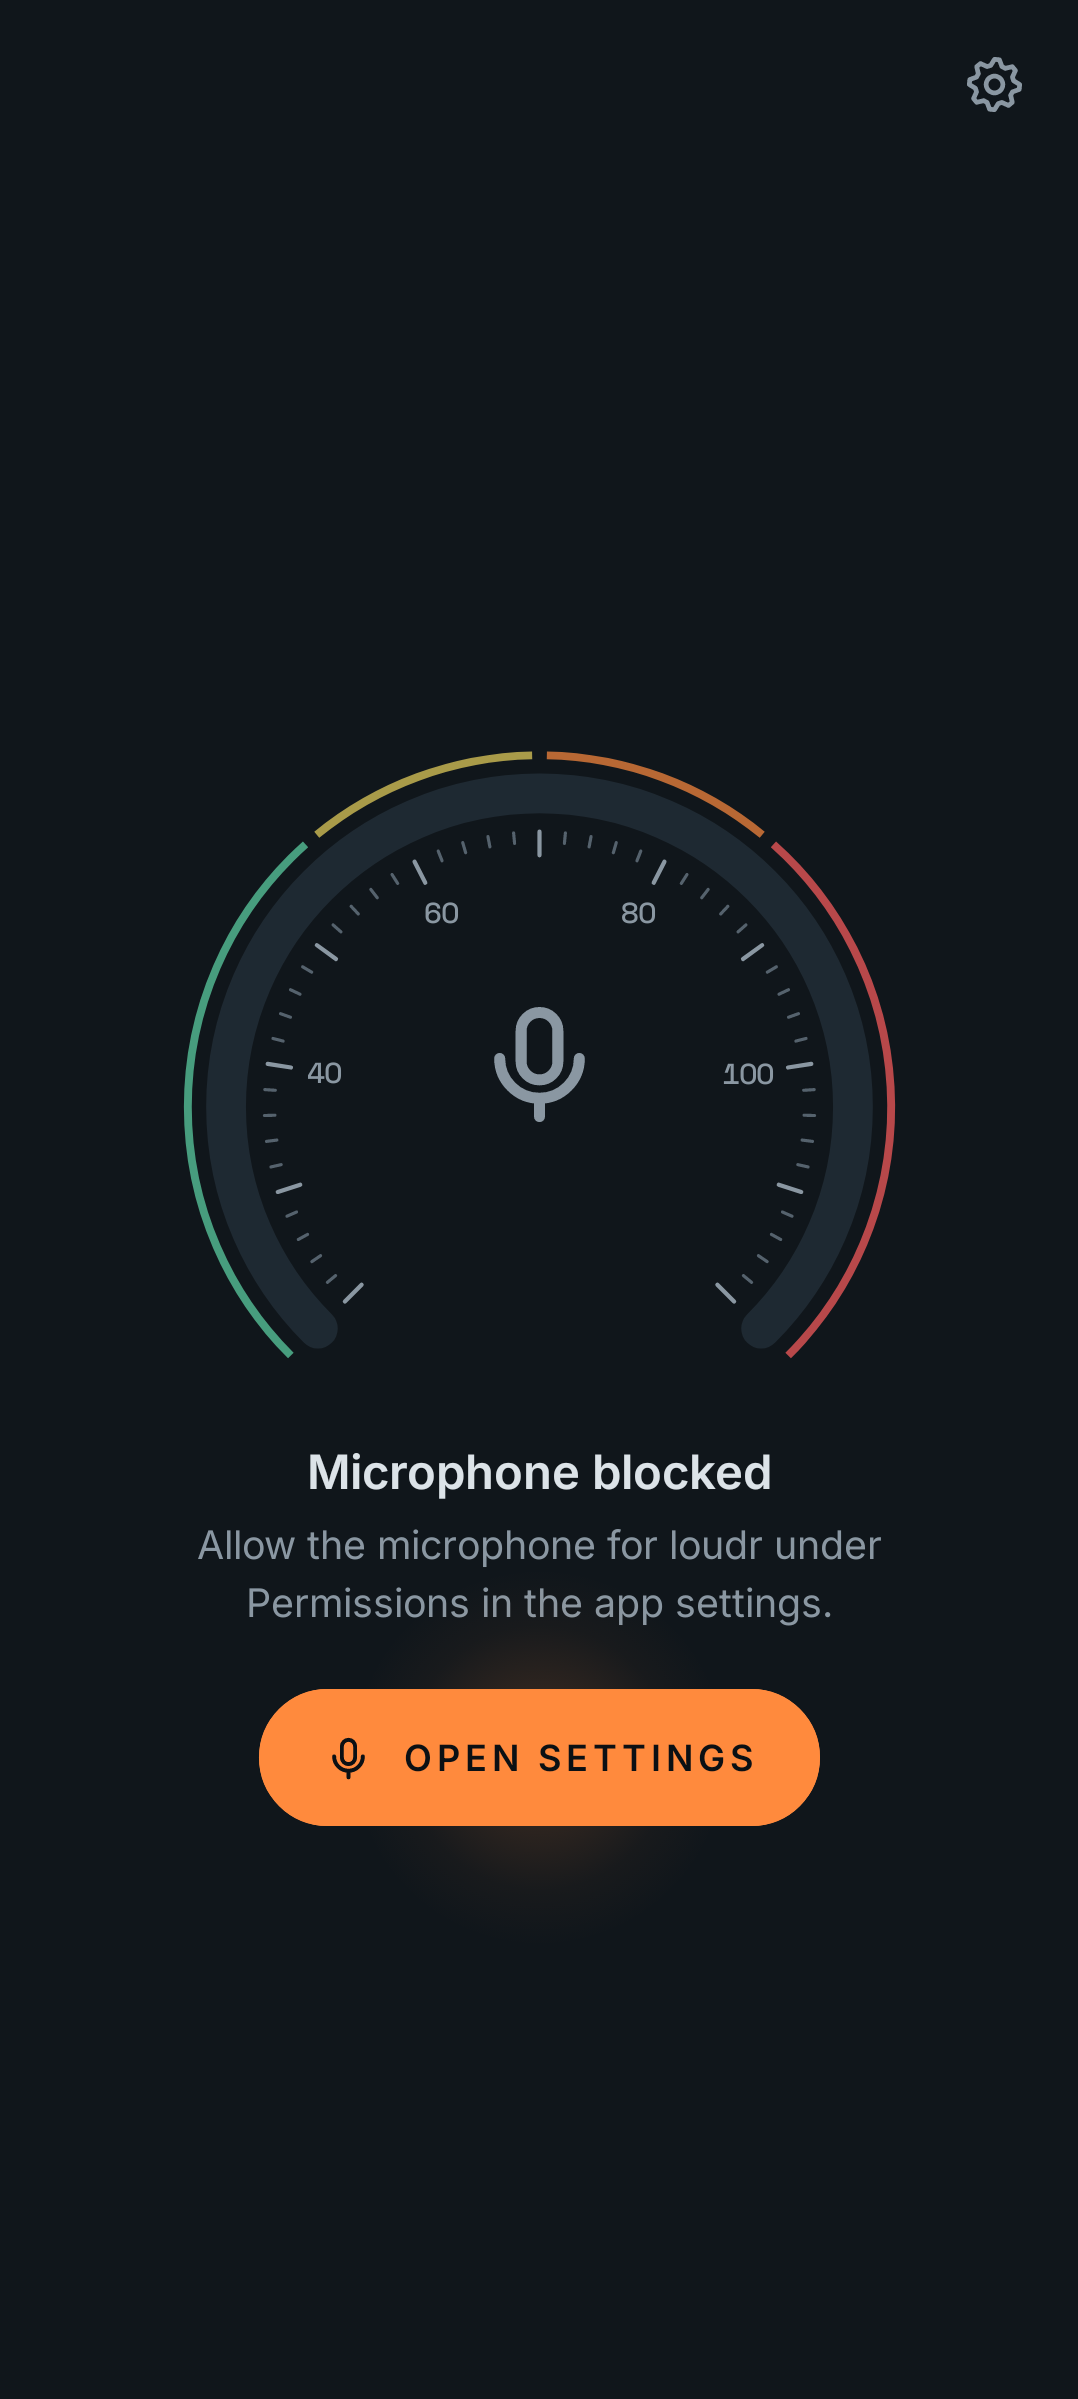 60
80
40
100
Microphone blocked
Allow the microphone for loudr under
Permissions in the app settings.
OPEN SETTINGS